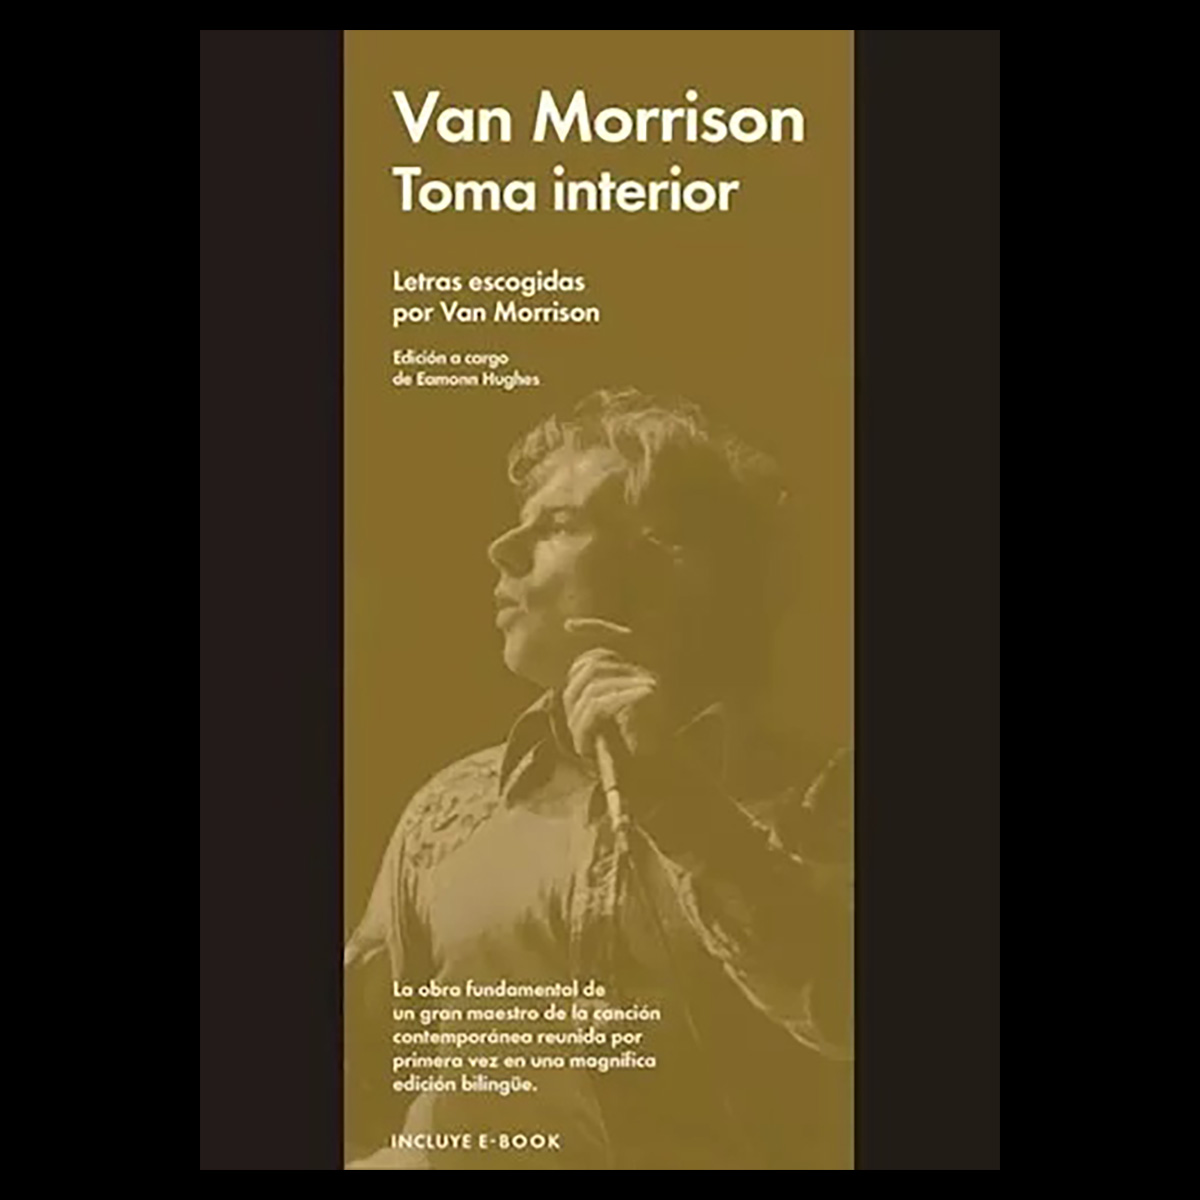 Van Morrison
Toma interior
Letras escogidas
por Van Morrison
Edición a cargo
de Eamonn Hughes
La obra fundamental de
un gran maestro de la canción
contemporánea reunida por
primera vez en una magnífica
edición bilingüe.
INCLUYE E-BOOK